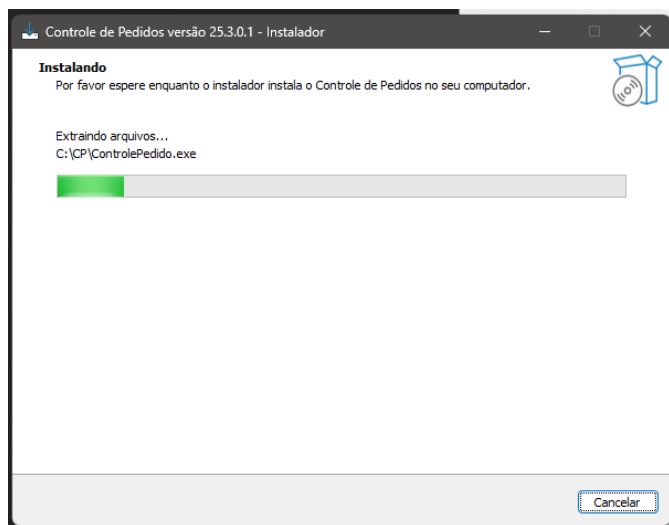 Controle de Pedidos versão 25.3.0.1 - Instalador
Instalando
Por favor espere enquanto o instalador instala o Controle de Pedidos no seu computador.
Extraindo arquivos...
C:\CP\ControlePedido.exe
Cancelar